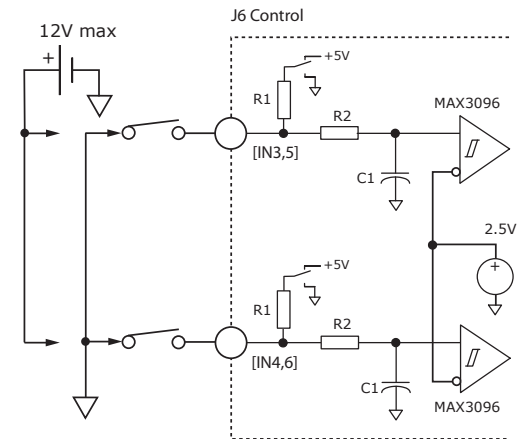 J6 Control
12V max
+
+5V
R1
R2
MAX3096
[IN3,5]
C1
2.5V
+
+5V
R1
R2
[IN4,6]
C1
MAX3096